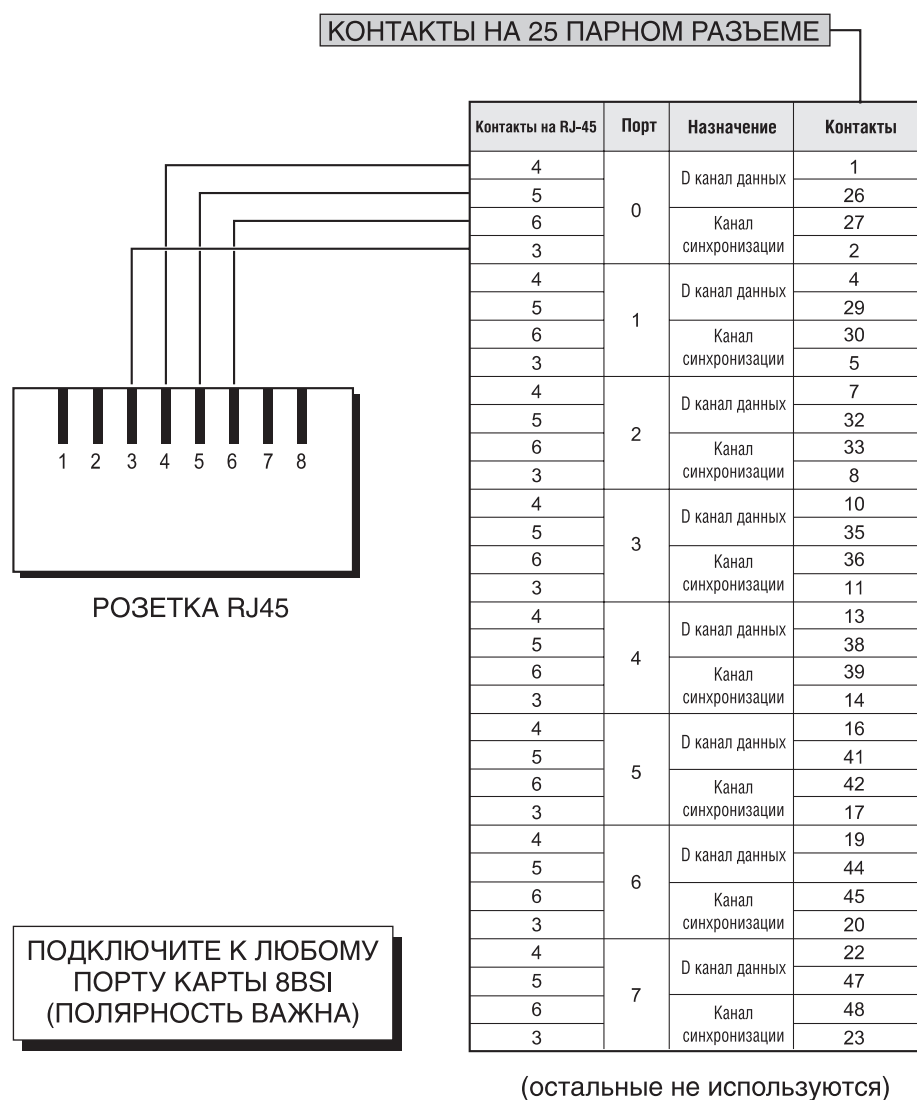 КОНТАКТЫ НА 25 ПАРНОМ РАЗЪЕМЕ
Контакты на RJ-45 Порт Назначение Контакты
4 0 D канал данных 1
5 26
6 Канал синхронизации 27
3 2
4 1 D канал данных 4
5 29
6 Канал синхронизации 30
3 5
4 2 D канал данных 7
5 32
6 Канал синхронизации 33
3 8
4 3 D канал данных 10
5 35
6 Канал синхронизации 36
3 11
4 4 D канал данных 13
5 38
6 Канал синхронизации 39
3 14
4 5 D канал данных 16
5 41
6 Канал синхронизации 42
3 17
4 6 D канал данных 19
5 44
6 Канал синхронизации 45
3 20
4 7 D канал данных 22
5 47
6 Канал синхронизации 48
3 23
(остальные не используются)
1 2 3 4 5 6 7 8
РОЗЕТКА RJ45
ПОДКЛЮЧИТЕ К ЛЮБОМУ
ПОРТУ КАРТЫ 8BSI
(ПОЛЯРНОСТЬ ВАЖНА)